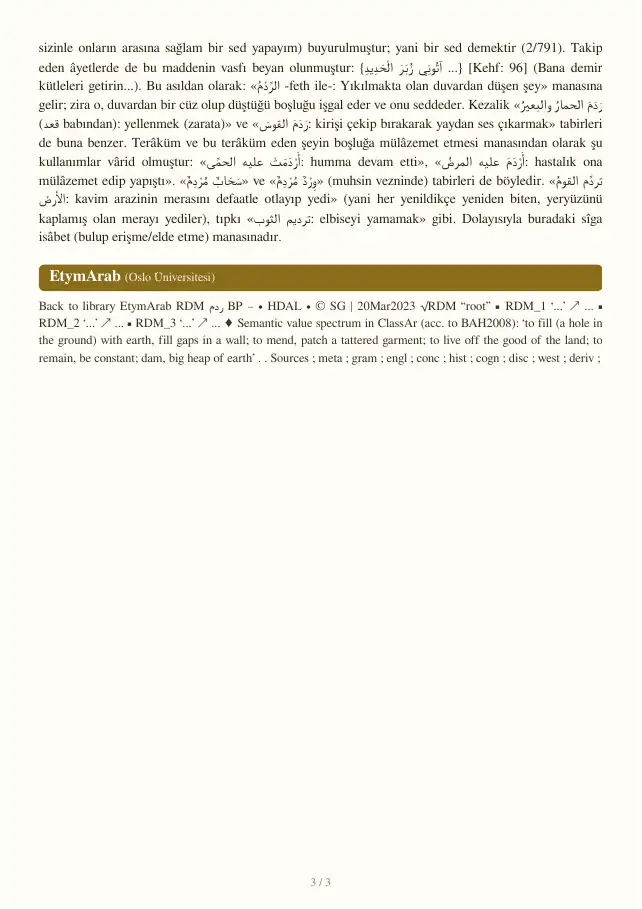 sizinle onların arasına sağlam bir sed yapayım) buyurulmuştur; yani bir sed demektir (2/791). Takip
eden âyetlerde de bu maddenin vasfı beyan olunmuştur: {آتُونِي زُبَرَ الْحَدِيدِ ...} [Kehf: 96] (Bana demir
kütleleri getirin...). Bu asıldan olarak: «الرَّدْمُ -feth ile-: Yıkılmakta olan duvardan düşen şey» manasına
gelir; zira o, duvardan bir cüz olup düştüğü boşluğu işgal eder ve onu seddeder. Kezalik «رَدَمَ الحمارُ والبعيرُ
(قعد babından): yellenmek (zarata)» ve «رَدَمَ القوسَ: kirişi çekip bırakarak yaydan ses çıkarmak» tabirleri
de buna benzer. Terâküm ve bu terâküm eden şeyin boşluğa mülâzemet etmesi manasından olarak şu
kullanımlar vârid olmuştur: «أَرْدَمَتْ عليه الحمّى: humma devam etti», «أَرْدَمَ عليه المرضُ: hastalık ona
mülâzemet edip yapıştı». «سَحَابٌ مُرْدِمٌ» ve «وِرْدٌ مُرْدِمٌ» (muhsin vezninde) tabirleri de böyledir. «تردّم القومُ
الأرضَ: kavim arazinin merasını defaatle otlayıp yedi» (yani her yenildikçe yeniden biten, yeryüzünü
kaplamış olan merayı yediler), tıpkı «ترديم الثوب: elbiseyi yamamak» gibi. Dolayısıyla buradaki sîga
isâbet (bulup erişme/elde etme) manasınadır.
EtymArab (Oslo Üniversitesi)
Back to library EtymArab RDM ردم BP – • HDAL • © SG | 20Mar2023 √RDM “root” ▪ RDM_1 ‘...’ ↗ ... ▪
RDM_2 ‘...’ ↗ ... ▪ RDM_3 ‘...’ ↗ ... ♦ Semantic value spectrum in ClassAr (acc. to BAH2008): ‘to fill (a hole in
the ground) with earth, fill gaps in a wall; to mend, patch a tattered garment; to live off the good of the land; to
remain, be constant; dam, big heap of earth’ . . Sources ; meta ; gram ; engl ; conc ; hist ; cogn ; disc ; west ; deriv ;
3 / 3